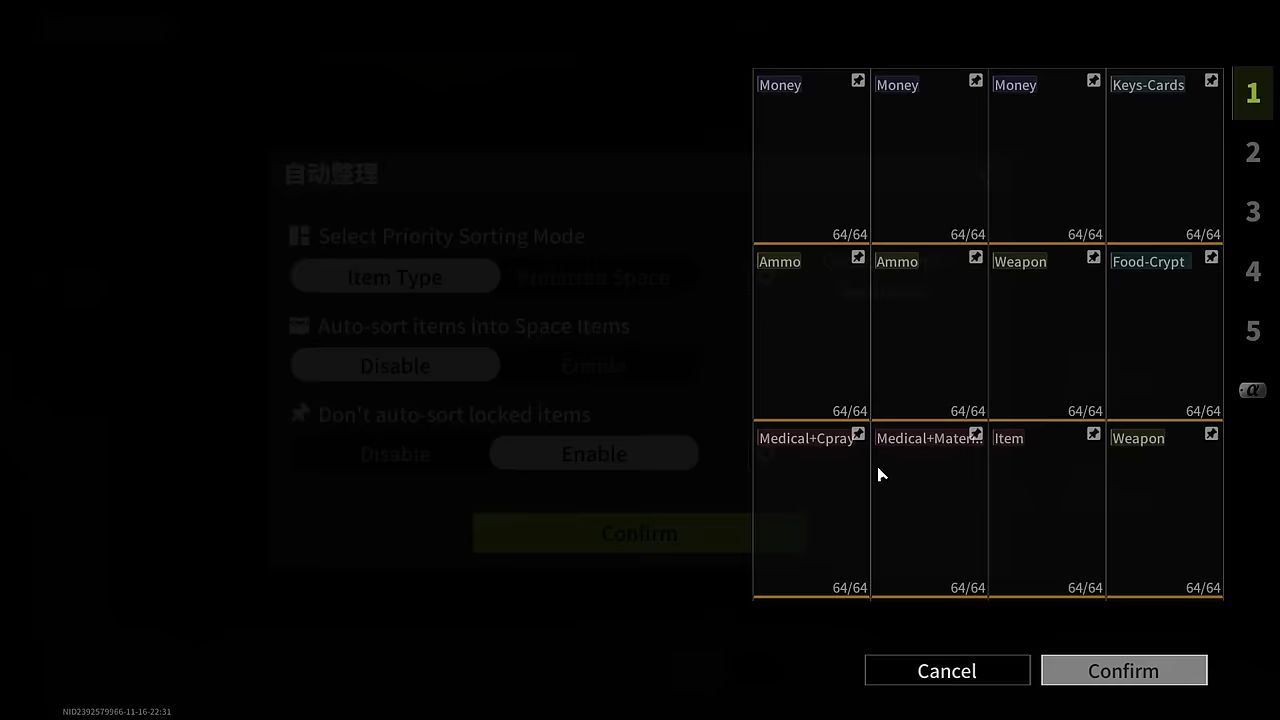 自动整理
Select Priority Sorting Mode
Item Type
Protected Space
Auto-sort items into Space Items
Disable
Enable
Don't auto-sort locked items
Disable
Enable
Confirm
Money
Money
Money
Keys-Cards
64/64
64/64
64/64
64/64
Ammo
Ammo
Weapon
Food-Crypt
64/64
64/64
64/64
64/64
Medical+Cpray
Medical+Materi...
Item
Weapon
64/64
64/64
64/64
64/64
1
2
3
4
5
α
Cancel
Confirm
NID2392579966-11-16-22:31